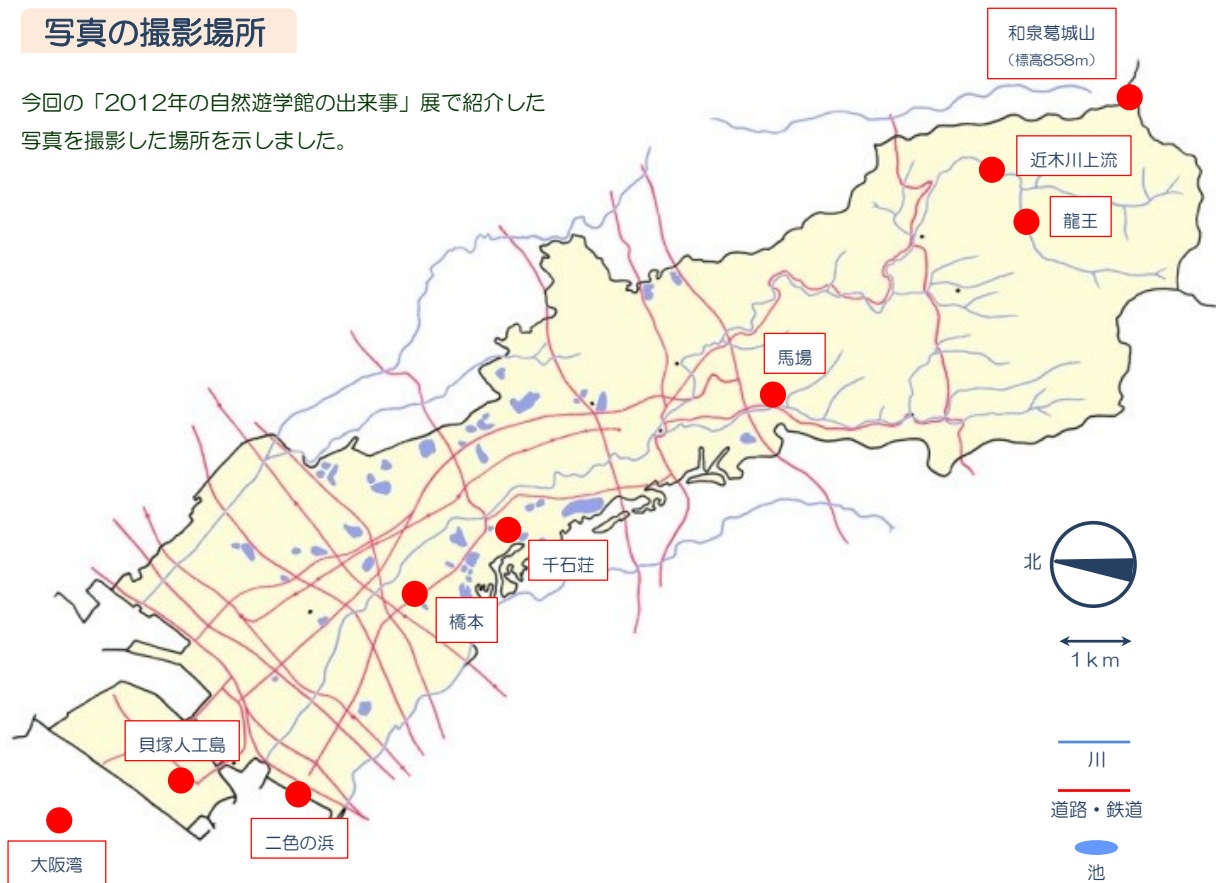 写真の撮影場所
今回の「2012年の自然遊学館の出来事」展で紹介した
写真を撮影した場所を示しました。
和泉葛城山
(標高858m)
近木川上流
龍王
馬場
千石荘
橋本
貝塚人工島
二色の浜
大阪湾
北
1km
川
道路・鉄道
池